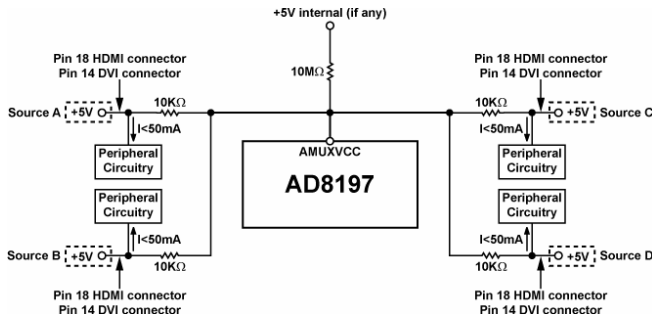 +5V internal (if any)
Pin 18 HDMI connector
Pin 14 DVI connector
Pin 18 HDMI connector
Pin 14 DVI connector
10MΩ
10KΩ
10KΩ
Source A
+5V
+5V
Source C
I<50mA
I<50mA
Peripheral
Circuitry
AMUXVCC
Peripheral
Circuitry
AD8197
Peripheral
Circuitry
Peripheral
Circuitry
I<50mA
I<50mA
Source B
+5V
+5V
Source D
10KΩ
10KΩ
Pin 18 HDMI connector
Pin 14 DVI connector
Pin 18 HDMI connector
Pin 14 DVI connector